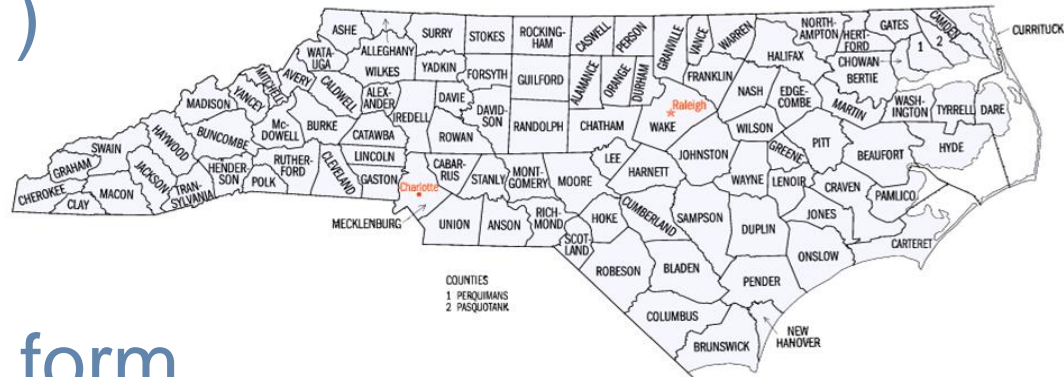 )
CURRITUCK
ASHE
ALLEGHANY
SURRY
STOKES
ROCKING-
HAM
CASWELL
PERSON
GRANVILLE
VANCE
WARREN
NORTH-
AMPTON
HERT-
FORD
GATES
CAMDEN
1
2
WATA-
UGA
WILKES
YADKIN
FORSYTH
GUILFORD
ALAMANCE
ORANGE
DURHAM
FRANKLIN
HALIFAX
CHOWAN
BERTIE
MITCHELL
AVERY
CALDWELL
ALEX-
ANDER
IREDELL
DAVIE
DAVID-
SON
NASH
EDGE-
COMBE
MARTIN
WASH-
INGTON
TYRRELL
DARE
MADISON
YANCEY
Raleigh
WAKE
HAYWOOD
BUNCOMBE
Mc-
DOWELL
BURKE
CATAWBA
ROWAN
RANDOLPH
CHATHAM
WILSON
PITT
BEAUFORT
HYDE
SWAIN
GRAHAM
JACKSON
HENDER-
SON
RUTHER-
FORD
CLEVELAND
LINCOLN
CABAR-
RUS
STANLY
MONT-
GOMERY
MOORE
LEE
HARNETT
JOHNSTON
GREENE
WAYNE
LENOIR
CRAVEN
PAMLICO
CHEROKEE
CLAY
MACON
TRAN-
SYLVANIA
POLK
GASTON
Charlotte
MECKLENBURG
UNION
ANSON
RICH-
MOND
SCOT-
LAND
HOKE
CUMBERLAND
SAMPSON
DUPLIN
JONES
ONSLOW
CARTERET
ROBESON
BLADEN
PENDER
COUNTIES
1 PERQUIMANS
2 PASQUOTANK
COLUMBUS
BRUNSWICK
NEW
HANOVER
form